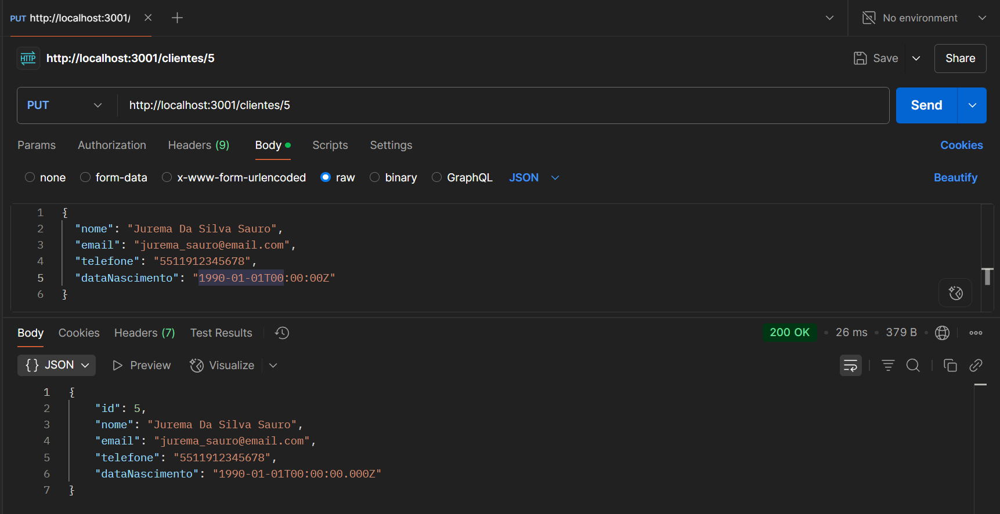 PUT http://localhost:3001/
No environment
HTTP http://localhost:3001/clientes/5
Save
Share
PUT
http://localhost:3001/clientes/5
Send
Params Authorization Headers (9) Body Scripts Settings Cookies
none form-data x-www-form-urlencoded raw binary GraphQL JSON Beautify
1 {
2 "nome": "Jurema Da Silva Sauro",
3 "email": "jurema_sauro@email.com",
4 "telefone": "5511912345678",
5 "dataNascimento": "1990-01-01T00:00:00Z"
6 }
Body Cookies Headers (7) Test Results 200 OK 26 ms 379 B
{} JSON Preview Visualize
1 {
2 "id": 5,
3 "nome": "Jurema Da Silva Sauro",
4 "email": "jurema_sauro@email.com",
5 "telefone": "5511912345678",
6 "dataNascimento": "1990-01-01T00:00:00.000Z"
7 }